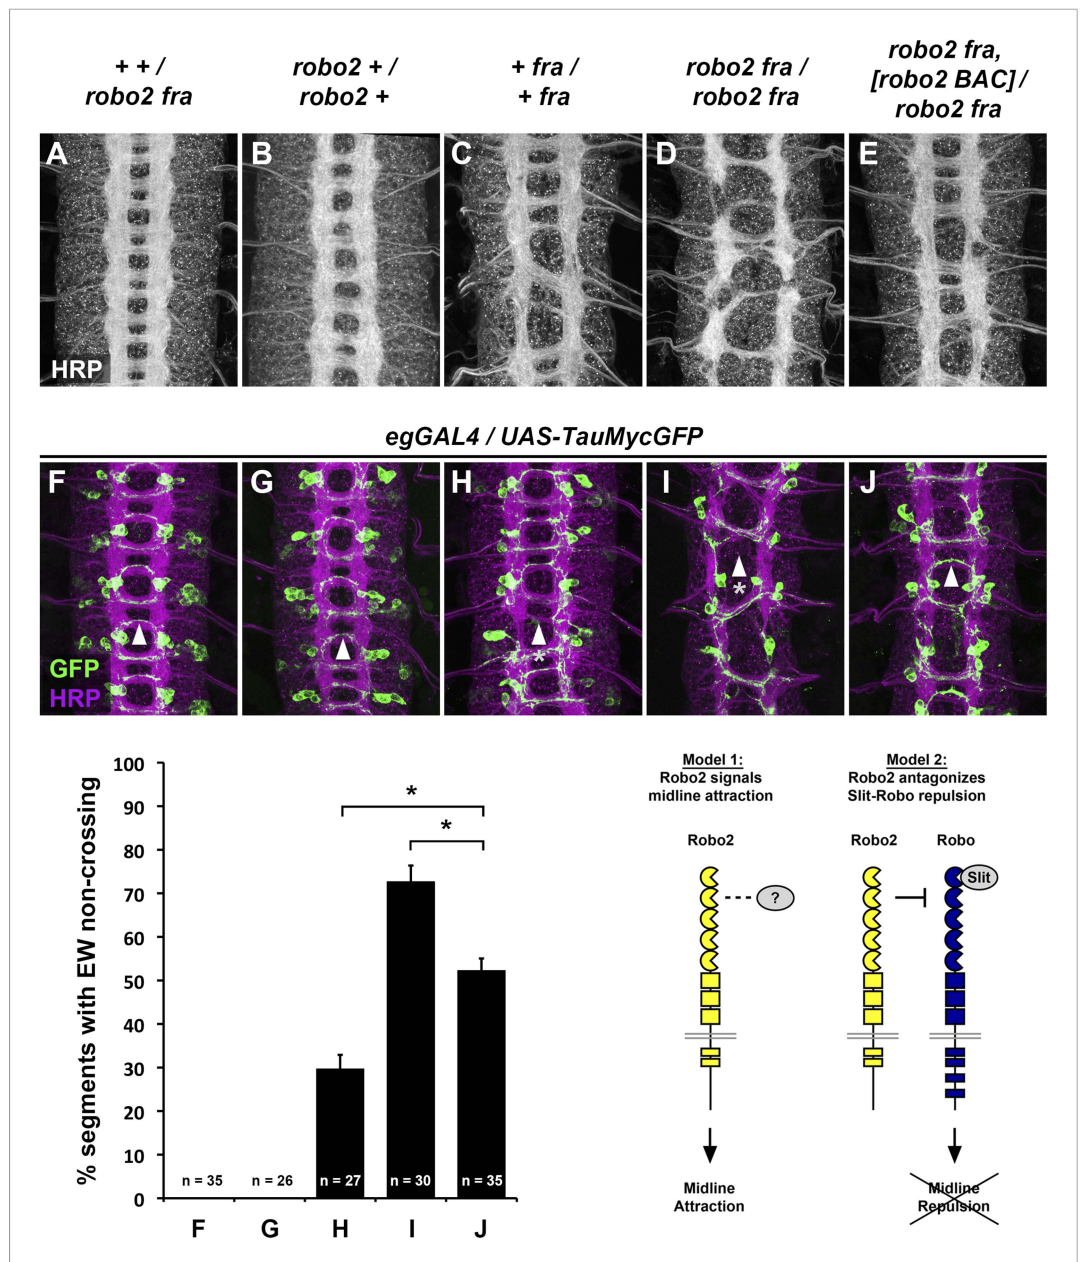 + + /
robo2 fra
robo2 + /
robo2 +
+ fra /
+ fra
robo2 fra /
robo2 fra
robo2 fra,
[robo2 BAC] /
robo2 fra
A
B
C
D
E
HRP
egGAL4 / UAS-TauMycGFP
F
G
H
I
J
*
*
GFP
HRP
% segments with EW non-crossing
100
90
80
70
60
50
40
30
20
10
0
*
*
n = 35
n = 26
n = 27
n = 30
n = 35
F
G
H
I
J
Model 1:
Robo2 signals
midline attraction
Robo2
?
Midline
Attraction
Model 2:
Robo2 antagonizes
Slit-Robo repulsion
Robo2
Robo
Slit
Midline
Repulsion